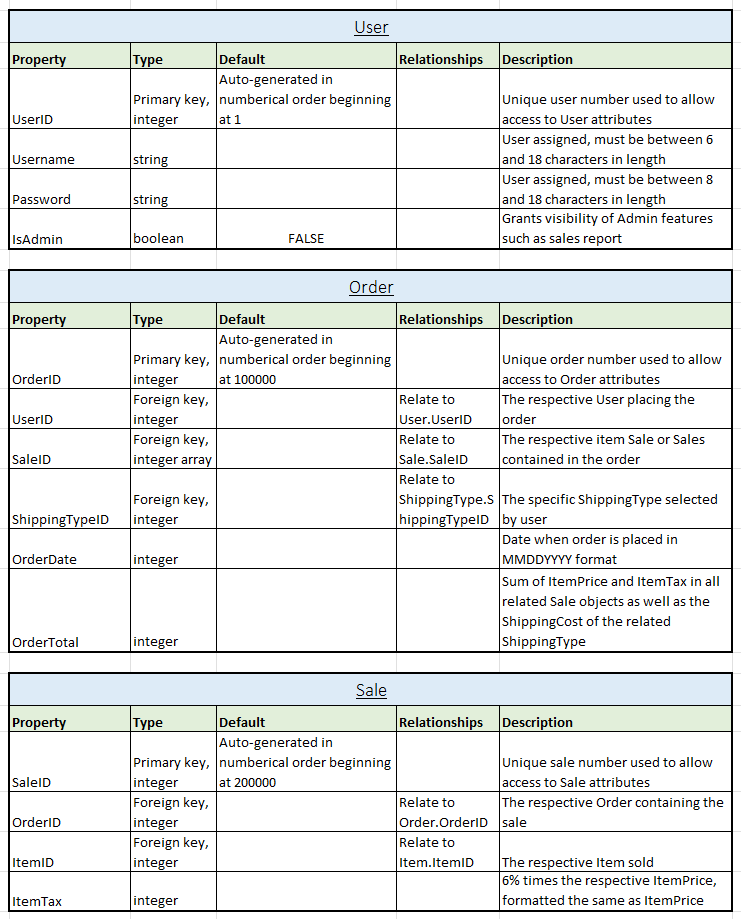 User
Property Type Default Relationships Description
Auto-generated in
Primary key, numberical order beginning Unique user number used to allow
UserID integer at 1 access to User attributes
User assigned, must be between 6
Username string and 18 characters in length
User assigned, must be between 8
Password string and 18 characters in length
Grants visibility of Admin features
IsAdmin boolean FALSE such as sales report
Order
Property Type Default Relationships Description
Auto-generated in
Primary key, numberical order beginning Unique order number used to allow
OrderID integer at 100000 access to Order attributes
Foreign key, Relate to The respective User placing the
UserID integer User.UserID order
Foreign key, Relate to The respective item Sale or Sales
SaleID integer array Sale.SaleID contained in the order
Relate to
Foreign key, ShippingType.S The specific ShippingType selected
ShippingTypeID integer hippingTypeID by user
Date when order is placed in
OrderDate integer MMDDYYYY format
Sum of ItemPrice and ItemTax in all
related Sale objects as well as the
ShippingCost of the related
OrderTotal integer ShippingType
Sale
Property Type Default Relationships Description
Auto-generated in
Primary key, numberical order beginning Unique sale number used to allow
SaleID integer at 200000 access to Sale attributes
Foreign key, Relate to The respective Order containing the
OrderID integer Order.OrderID sale
Foreign key, Relate to
ItemID integer Item.ItemID The respective Item sold
6% times the respective ItemPrice,
ItemTax integer formatted the same as ItemPrice